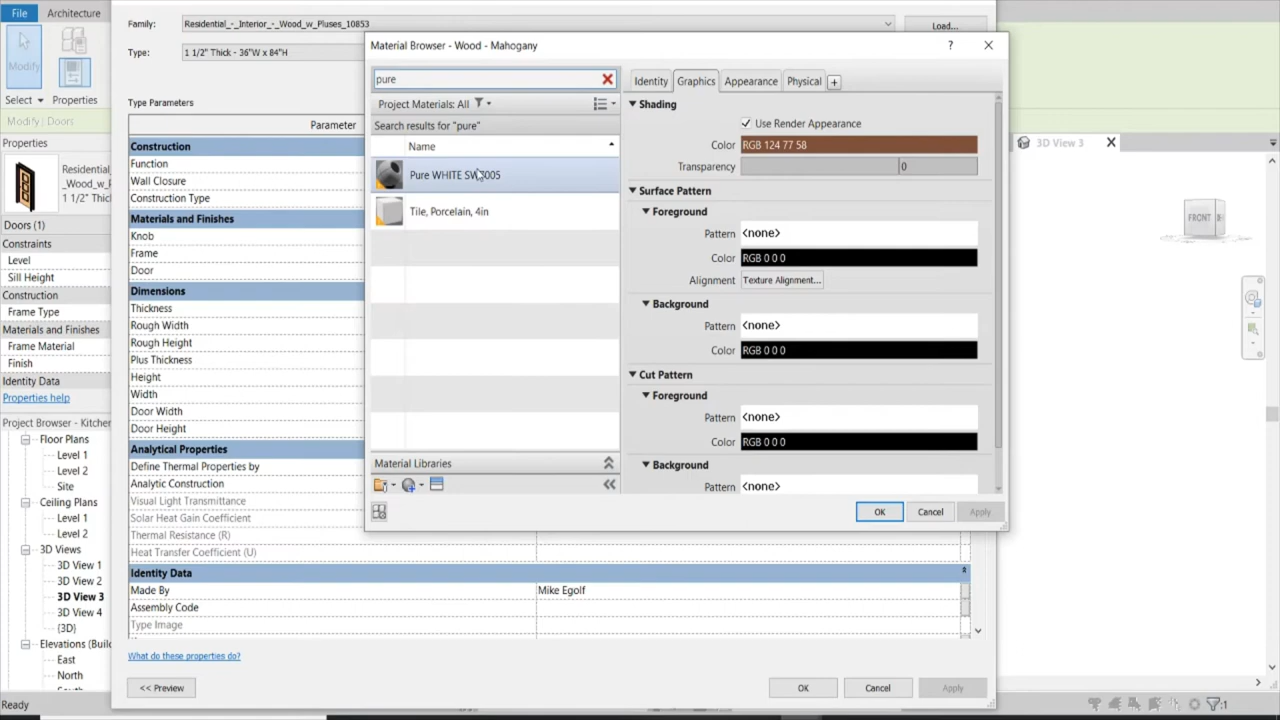 File
Architecture
Modify
Select
Properties
Modify | Doors
Properties
Residential
_Wood_w_P
1 1/2" Thick
Doors (1)
Constraints
Level
Sill Height
Construction
Frame Type
Materials and Finishes
Frame Material
Finish
Identity Data
Properties help
Project Browser - Kitchen
Floor Plans
Level 1
Level 2
Site
Ceiling Plans
Level 1
Level 2
3D Views
3D View 1
3D View 2
3D View 3
3D View 4
{3D}
Elevations (Build
East
North
Ready
Family:
Residential_-_Interior_-_Wood_w_Pluses_10853
Load...
Type:
1 1/2" Thick - 36"W x 84"H
Type Parameters
Parameter
Construction
Function
Wall Closure
Construction Type
Materials and Finishes
Knob
Frame
Door
Dimensions
Thickness
Rough Width
Rough Height
Plus Thickness
Height
Width
Door Width
Door Height
Analytical Properties
Define Thermal Properties by
Analytic Construction
Visual Light Transmittance
Solar Heat Gain Coefficient
Thermal Resistance (R)
Heat Transfer Coefficient (U)
Identity Data
Made By Mike Egolf
Assembly Code
Type Image
What do these properties do?
<< Preview
OK
Cancel
Apply
Material Browser - Wood - Mahogany
?
pure
Project Materials: All
Search results for "pure"
Name
Pure WHITE SW
Tile, Porcelain, 4in
Material Libraries
Identity
Graphics
Appearance
Physical
Shading
Use Render Appearance
Color RGB 124 77 58
Transparency 0
Surface Pattern
Foreground
Pattern <none>
Color RGB 0 0 0
Alignment Texture Alignment...
Background
Pattern <none>
Color RGB 0 0 0
Cut Pattern
Foreground
Pattern <none>
Color RGB 0 0 0
Background
Pattern <none>
OK
Cancel
Apply
3D View 3
FRONT
:1